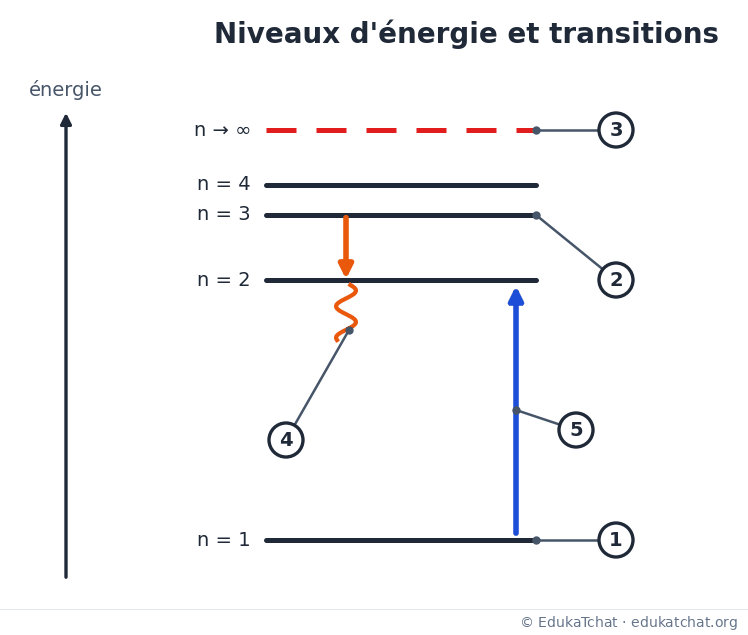 Niveaux d'énergie et transitions
énergie
n → ∞
3
n = 4
n = 3
n = 2
2
4
5
n = 1
1
© EdukaTchat · edukatchat.org